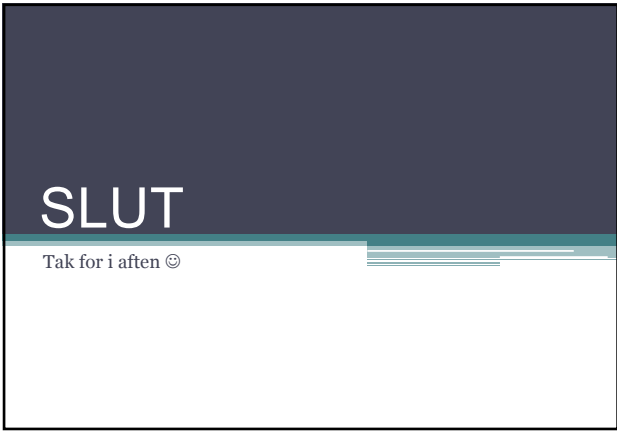 SLUT
Tak for i aften ☺